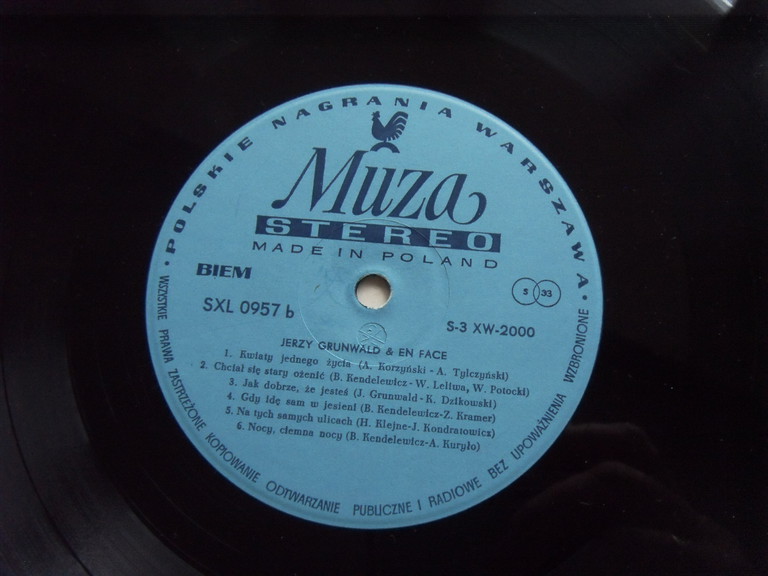 • POLSKIE NAGRANIA WARSZAWA •
Muza
STEREO
MADE IN POLAND
BIEM
S 33
SXL 0957 b
S-3 XW-2000
JERZY GRUNWALD & EN FACE
1. Kwiaty jednego życia (A. Korzyński - A. Tylczyński)
2. Chciał się stary ożenić (B. Kendelewicz - W. Leliwa, W. Potocki)
3. Jak dobrze, że jesteś (J. Grunwald - K. Dzikowski)
4. Gdy idę sam w jesieni (B. Kendelewicz-Z. Kramer)
5. Na tych samych ulicach (H. Klejne-J. Kondratowicz)
6. Nocy, ciemna nocy (B. Kendelewicz-A. Kuryło)
WSZYSTKIE PRAWA ZASTRZEŻONE KOPIOWANIE ODTWARZANIE PUBLICZNE I RADIOWE BEZ UPOWAŻNIENIA WZBRONIONE